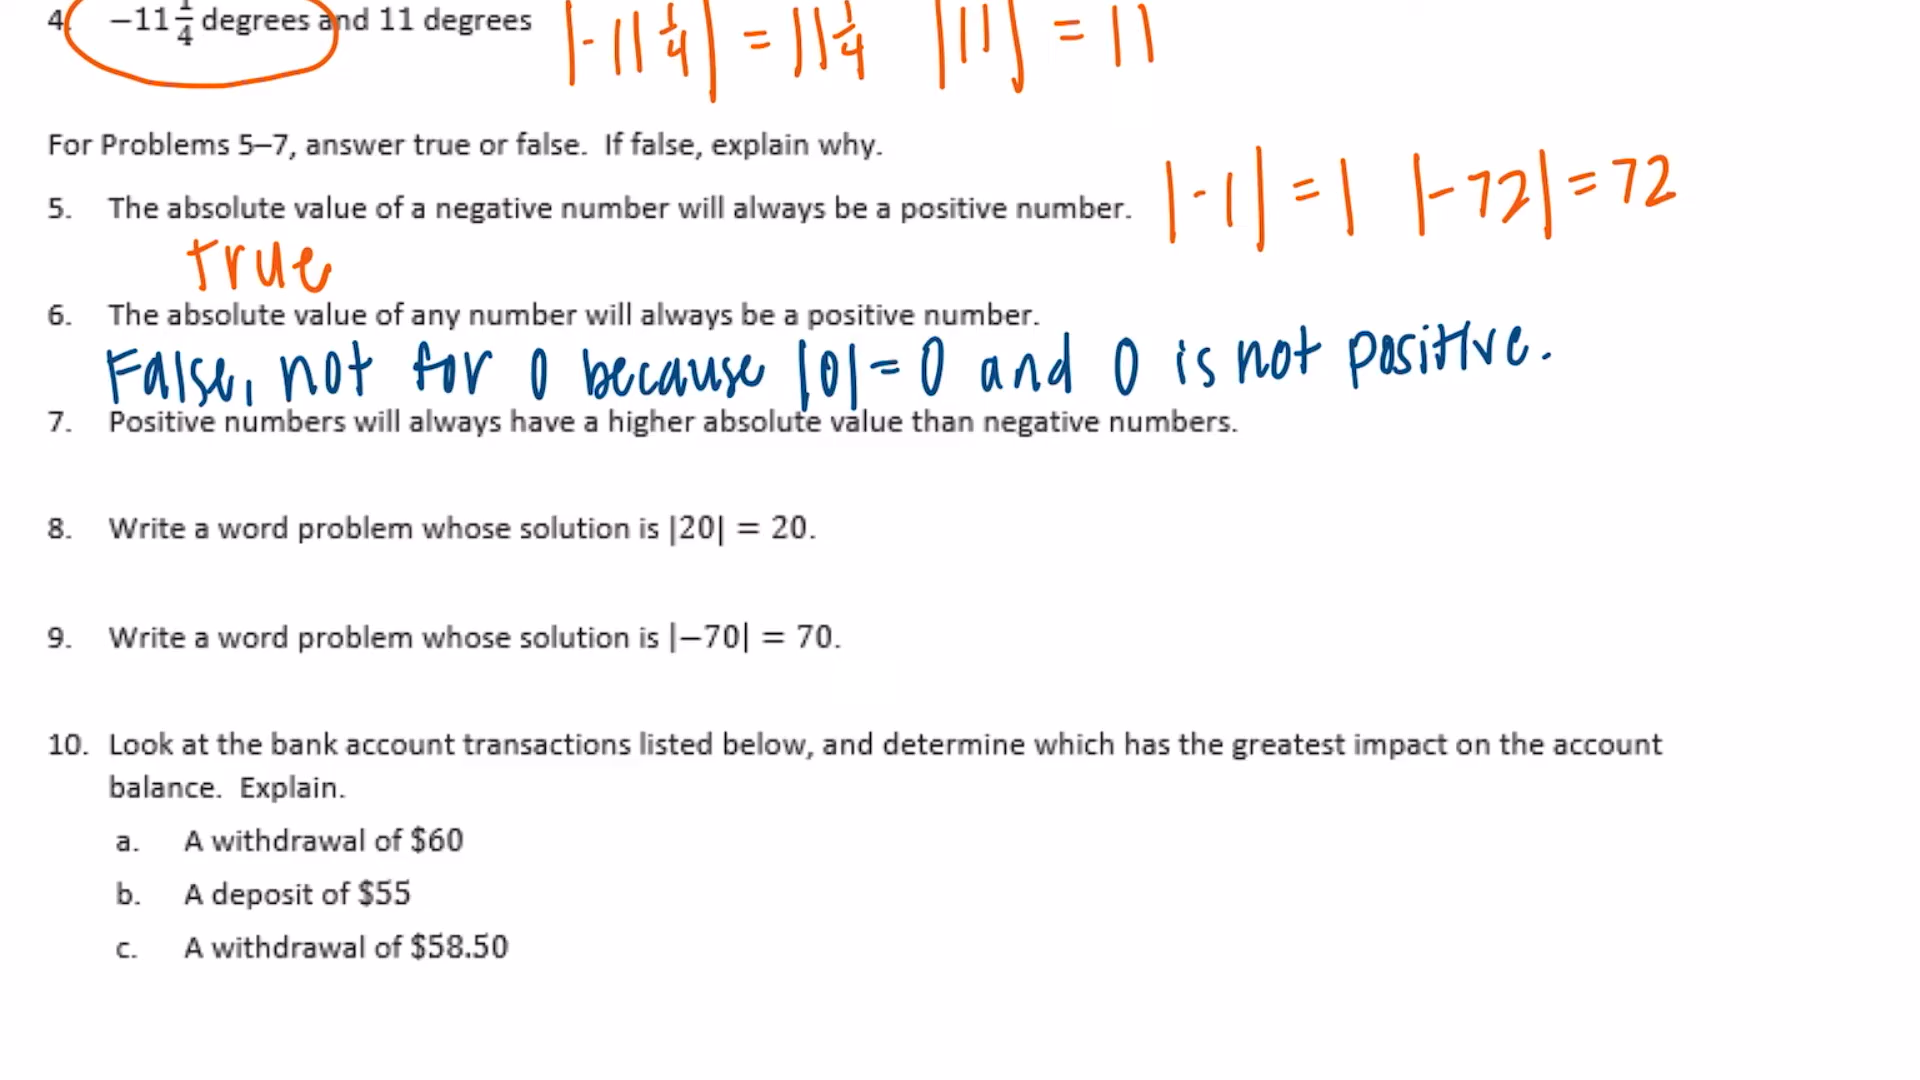 4. −11 1/4 degrees and 11 degrees |-11 1/4| = 11 1/4 |11| = 11
For Problems 5–7, answer true or false. If false, explain why.
5. The absolute value of a negative number will always be a positive number. |-1| = 1 |-72| = 72
true
6. The absolute value of any number will always be a positive number.
False, not for 0 because |0| = 0 and 0 is not positive.
7. Positive numbers will always have a higher absolute value than negative numbers.
8. Write a word problem whose solution is |20| = 20.
9. Write a word problem whose solution is |−70| = 70.
10. Look at the bank account transactions listed below, and determine which has the greatest impact on the account
balance. Explain.
a. A withdrawal of $60
b. A deposit of $55
c. A withdrawal of $58.50